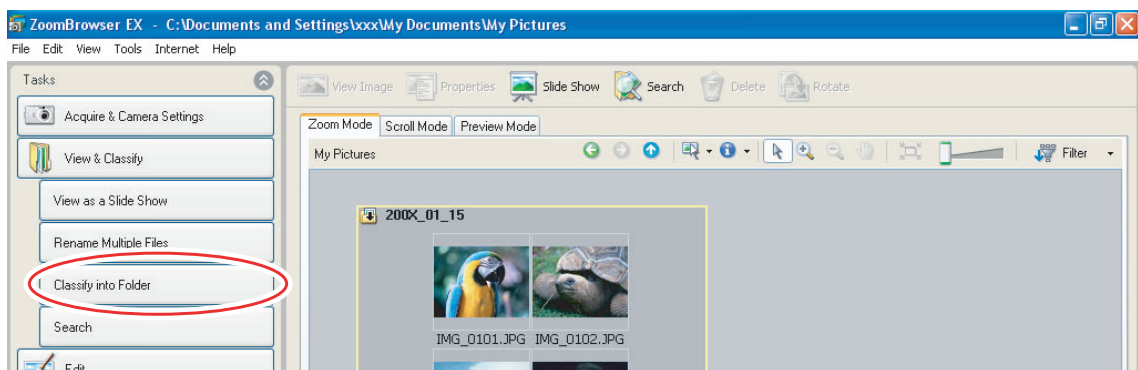 ZoomBrowser EX - C:\Documents and Settings\xxx\My Documents\My Pictures
File Edit View Tools Internet Help
Tasks
View Image Properties Slide Show Search Delete Rotate
Acquire & Camera Settings
Zoom Mode Scroll Mode Preview Mode
View & Classify
My Pictures
Filter
View as a Slide Show
200X_01_15
Rename Multiple Files
Classify into Folder
Search
IMG_0101.JPG IMG_0102.JPG
Edit